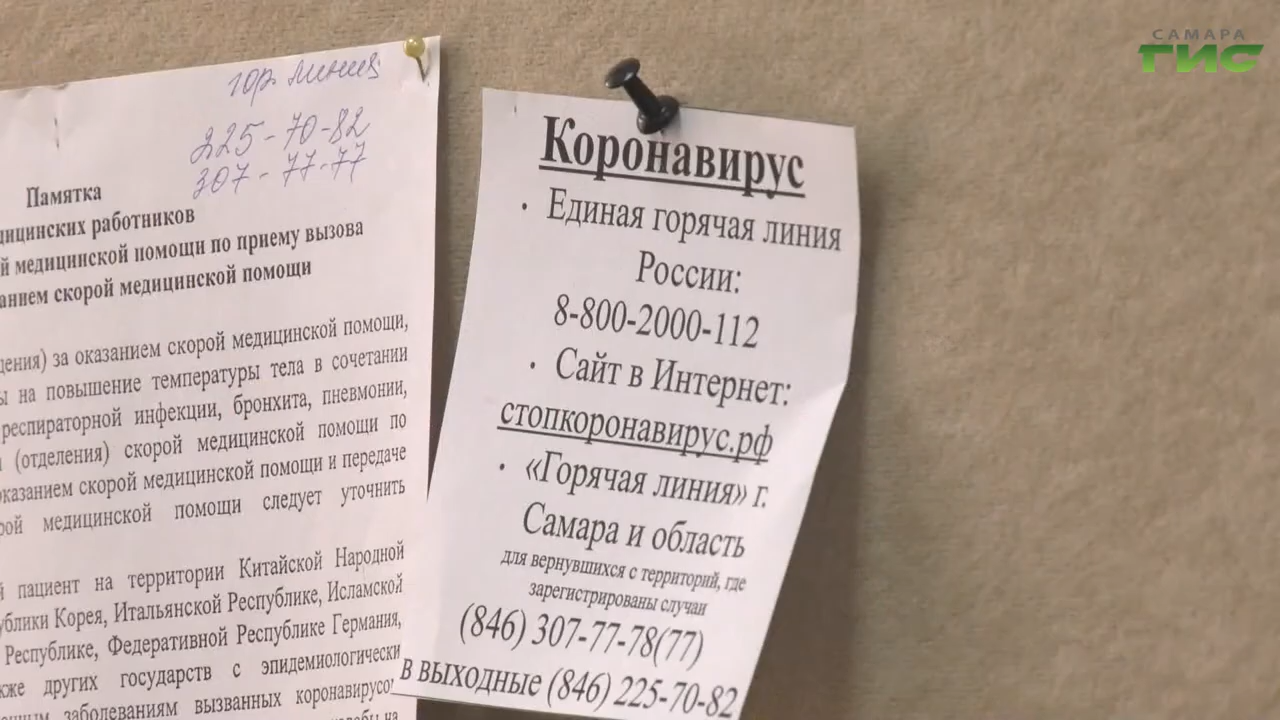 САМАРА
ГИС
гор. линия
225-70-82
307-77-77
Памятка
работников
й медицинской помощи по приему вызова
скорой медицинской помощи
за оказанием скорой медицинской помощи,
на повышение температуры тела в сочетании
респираторной инфекции, бронхита, пневмонии,
(отделения) скорой медицинской помощи по
оказанием скорой медицинской помощи и передаче
медицинской помощи следует уточнить
й пациент на территории Китайской Народной
Корея, Итальянской Республике, Исламской
Республике, Федеративной Республике Германия,
других государств с эпидемиологически
заболеваниям вызванных
Коронавирус
· Единая горячая линия
России:
8-800-2000-112
· Сайт в Интернет:
стопкоронавирус.рф
· «Горячая линия» г.
Самара и область
для вернувшихся с территорий, где
зарегистрированы случаи
(846) 307-77-78(77)
в выходные (846) 225-70-82